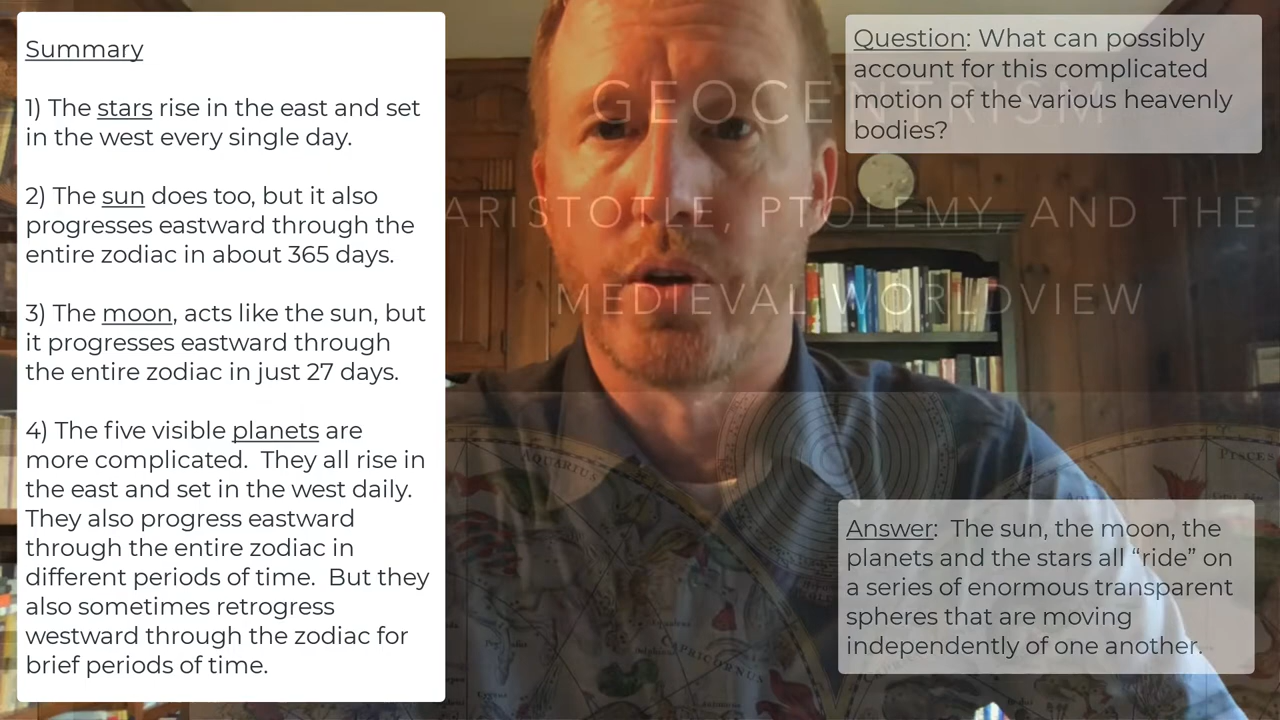 Summary
1) The stars rise in the east and set
in the west every single day.
2) The sun does too, but it also
progresses eastward through the
entire zodiac in about 365 days.
3) The moon, acts like the sun, but
it progresses eastward through
the entire zodiac in just 27 days.
4) The five visible planets are
more complicated.  They all rise in
the east and set in the west daily.
They also progress eastward
through the entire zodiac in
different periods of time.  But they
also sometimes retrogress
westward through the zodiac for
brief periods of time.
Question: What can possibly
account for this complicated
motion of the various heavenly
bodies?
GEOCENTRISM
ARISTOTLE, PTOLEMY, AND THE
MEDIEVAL WORLDVIEW
AQUARIUS
PISCES
CAPRICORNUS
Answer:  The sun, the moon, the
planets and the stars all “ride” on
a series of enormous transparent
spheres that are moving
independently of one another.